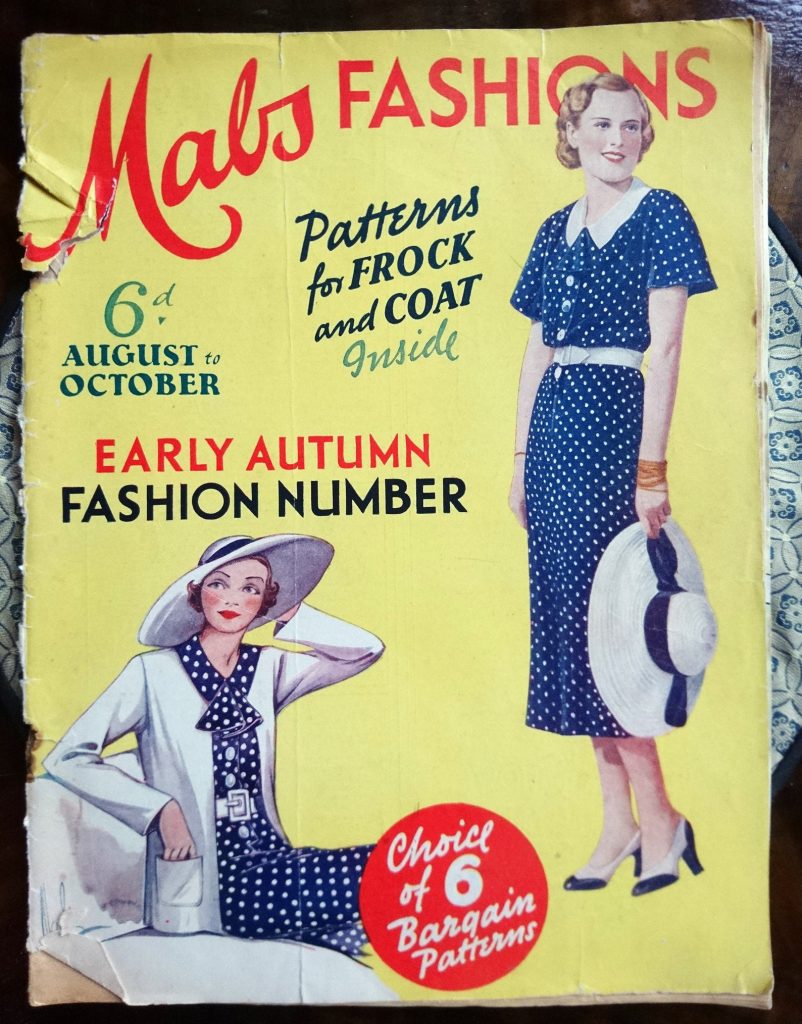 Mabs FASHIONS
Patterns
for FROCK
and COAT
Inside
6d.
AUGUST to
OCTOBER
EARLY AUTUMN
FASHION NUMBER
Choice
of 6
Bargain
Patterns